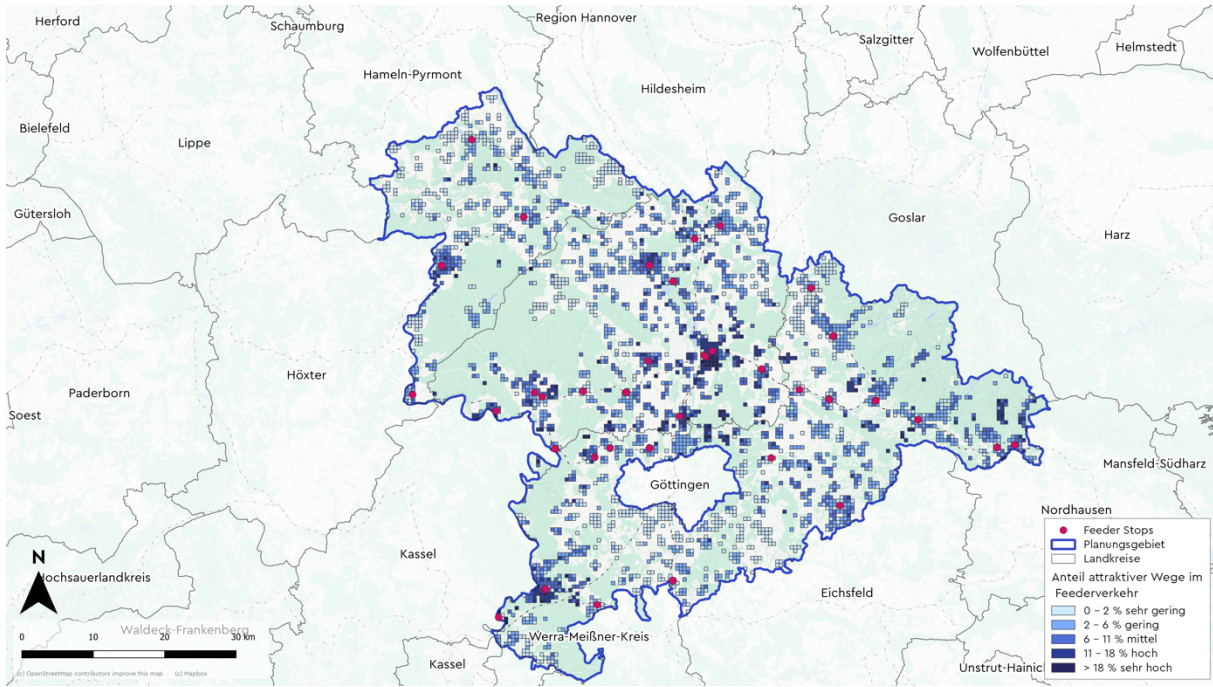 Herford
Schaumburg
Region Hannover
Salzgitter
Wolfenbüttel
Helmstedt
Hameln-Pyrmont
Hildesheim
Bielefeld
Lippe
Gütersloh
Goslar
Harz
Höxter
Paderborn
Soest
Mansfeld-Südharz
Göttingen
Nordhausen
Feeder Stops
Planungsgebiet
Landkreise
Anteil attraktiver Wege im
Feederverkehr
0 – 2 % sehr gering
2 – 6 % gering
6 – 11 % mittel
11 – 18 % hoch
> 18 % sehr hoch
Kassel
N
Hochsauerlandkreis
Eichsfeld
Waldeck-Frankenberg
Werra-Meißner-Kreis
0 10 20 30 km
Kassel
Unstrut-Hainich
(c) OpenStreetMap contributors improve this map (c) Mapbox